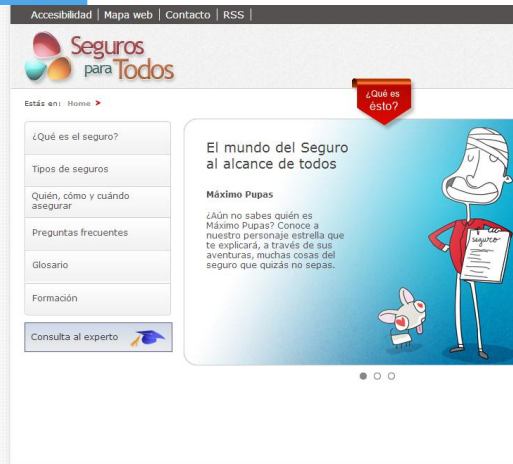 Accesibilidad | Mapa web | Contacto | RSS |
Seguros
para Todos
Estás en: Home >
¿Qué es
ésto?
¿Qué es el seguro?
Tipos de seguros
Quién, cómo y cuándo
asegurar
Preguntas frecuentes
Glosario
Formación
Consulta al experto
El mundo del Seguro
al alcance de todos
Máximo Pupas
¿Aún no sabes quién es
Máximo Pupas? Conoce a
nuestro personaje estrella que
te explicará, a través de sus
aventuras, muchas cosas del
seguro que quizás no sepas.
seguro